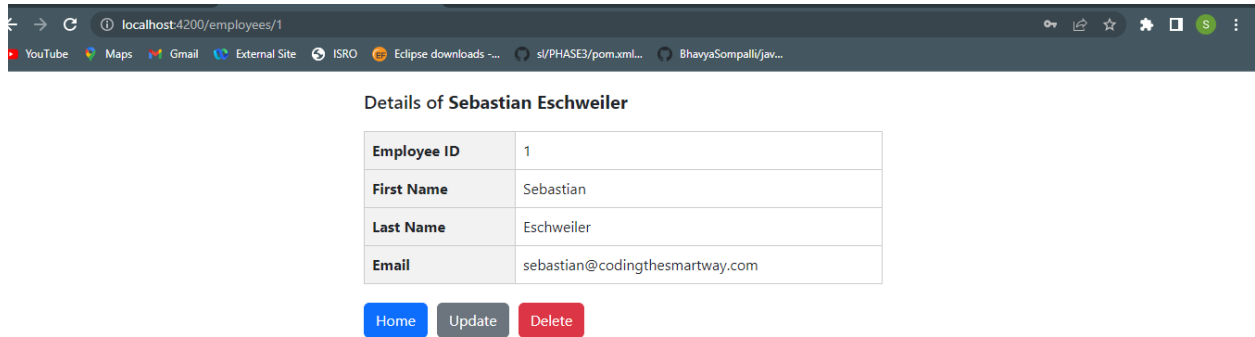 localhost:4200/employees/1
S
YouTube Maps Gmail External Site ISRO Eclipse downloads -... sl/PHASE3/pom.xml... BhavyaSompalli/jav...
Details of Sebastian Eschweiler
Employee ID 1
First Name Sebastian
Last Name Eschweiler
Email sebastian@codingthesmartway.com
Home Update Delete